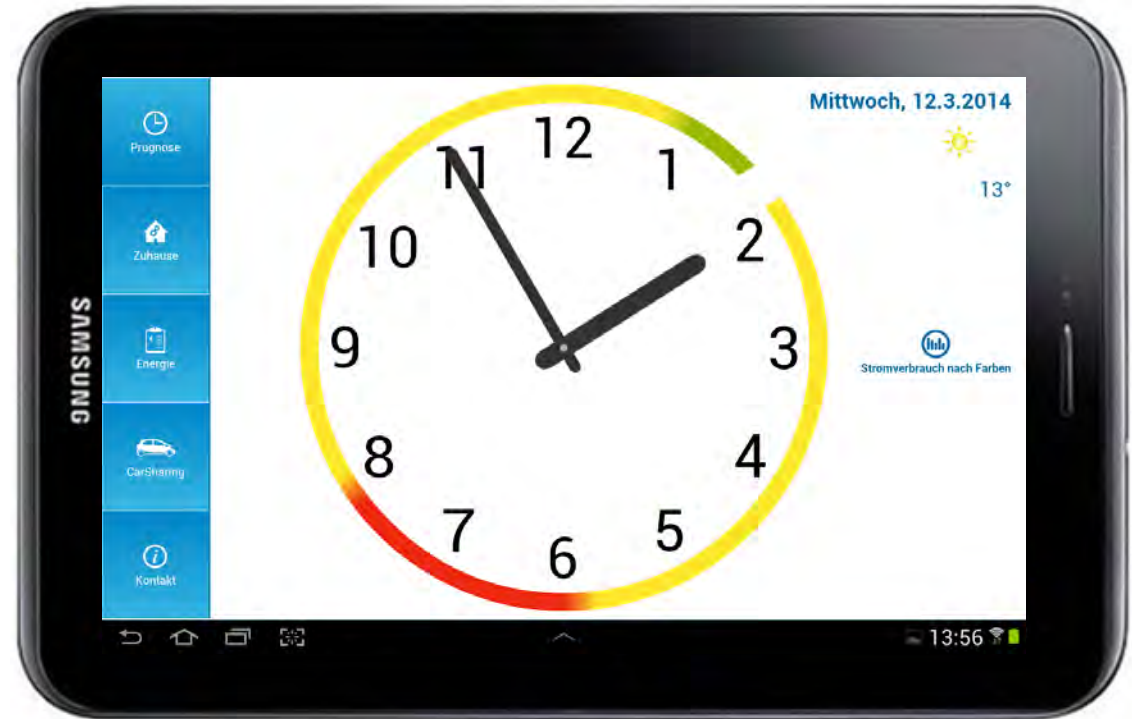 SAMSUNG
Prognose
Zuhause
Energie
CarSharing
Kontakt
12
1
2
3
4
5
6
7
8
9
10
11
Mittwoch, 12.3.2014
13°
Stromverbrauch nach Farben
13:56